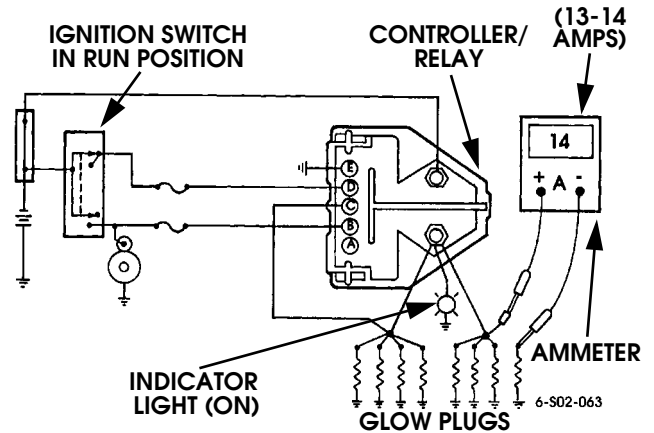 IGNITION SWITCH
IN RUN POSITION
CONTROLLER/
RELAY
(13-14
AMPS)
14
+ A -
E
D
C
B
A
INDICATOR
LIGHT (ON)
GLOW PLUGS
AMMETER
6-S02-063